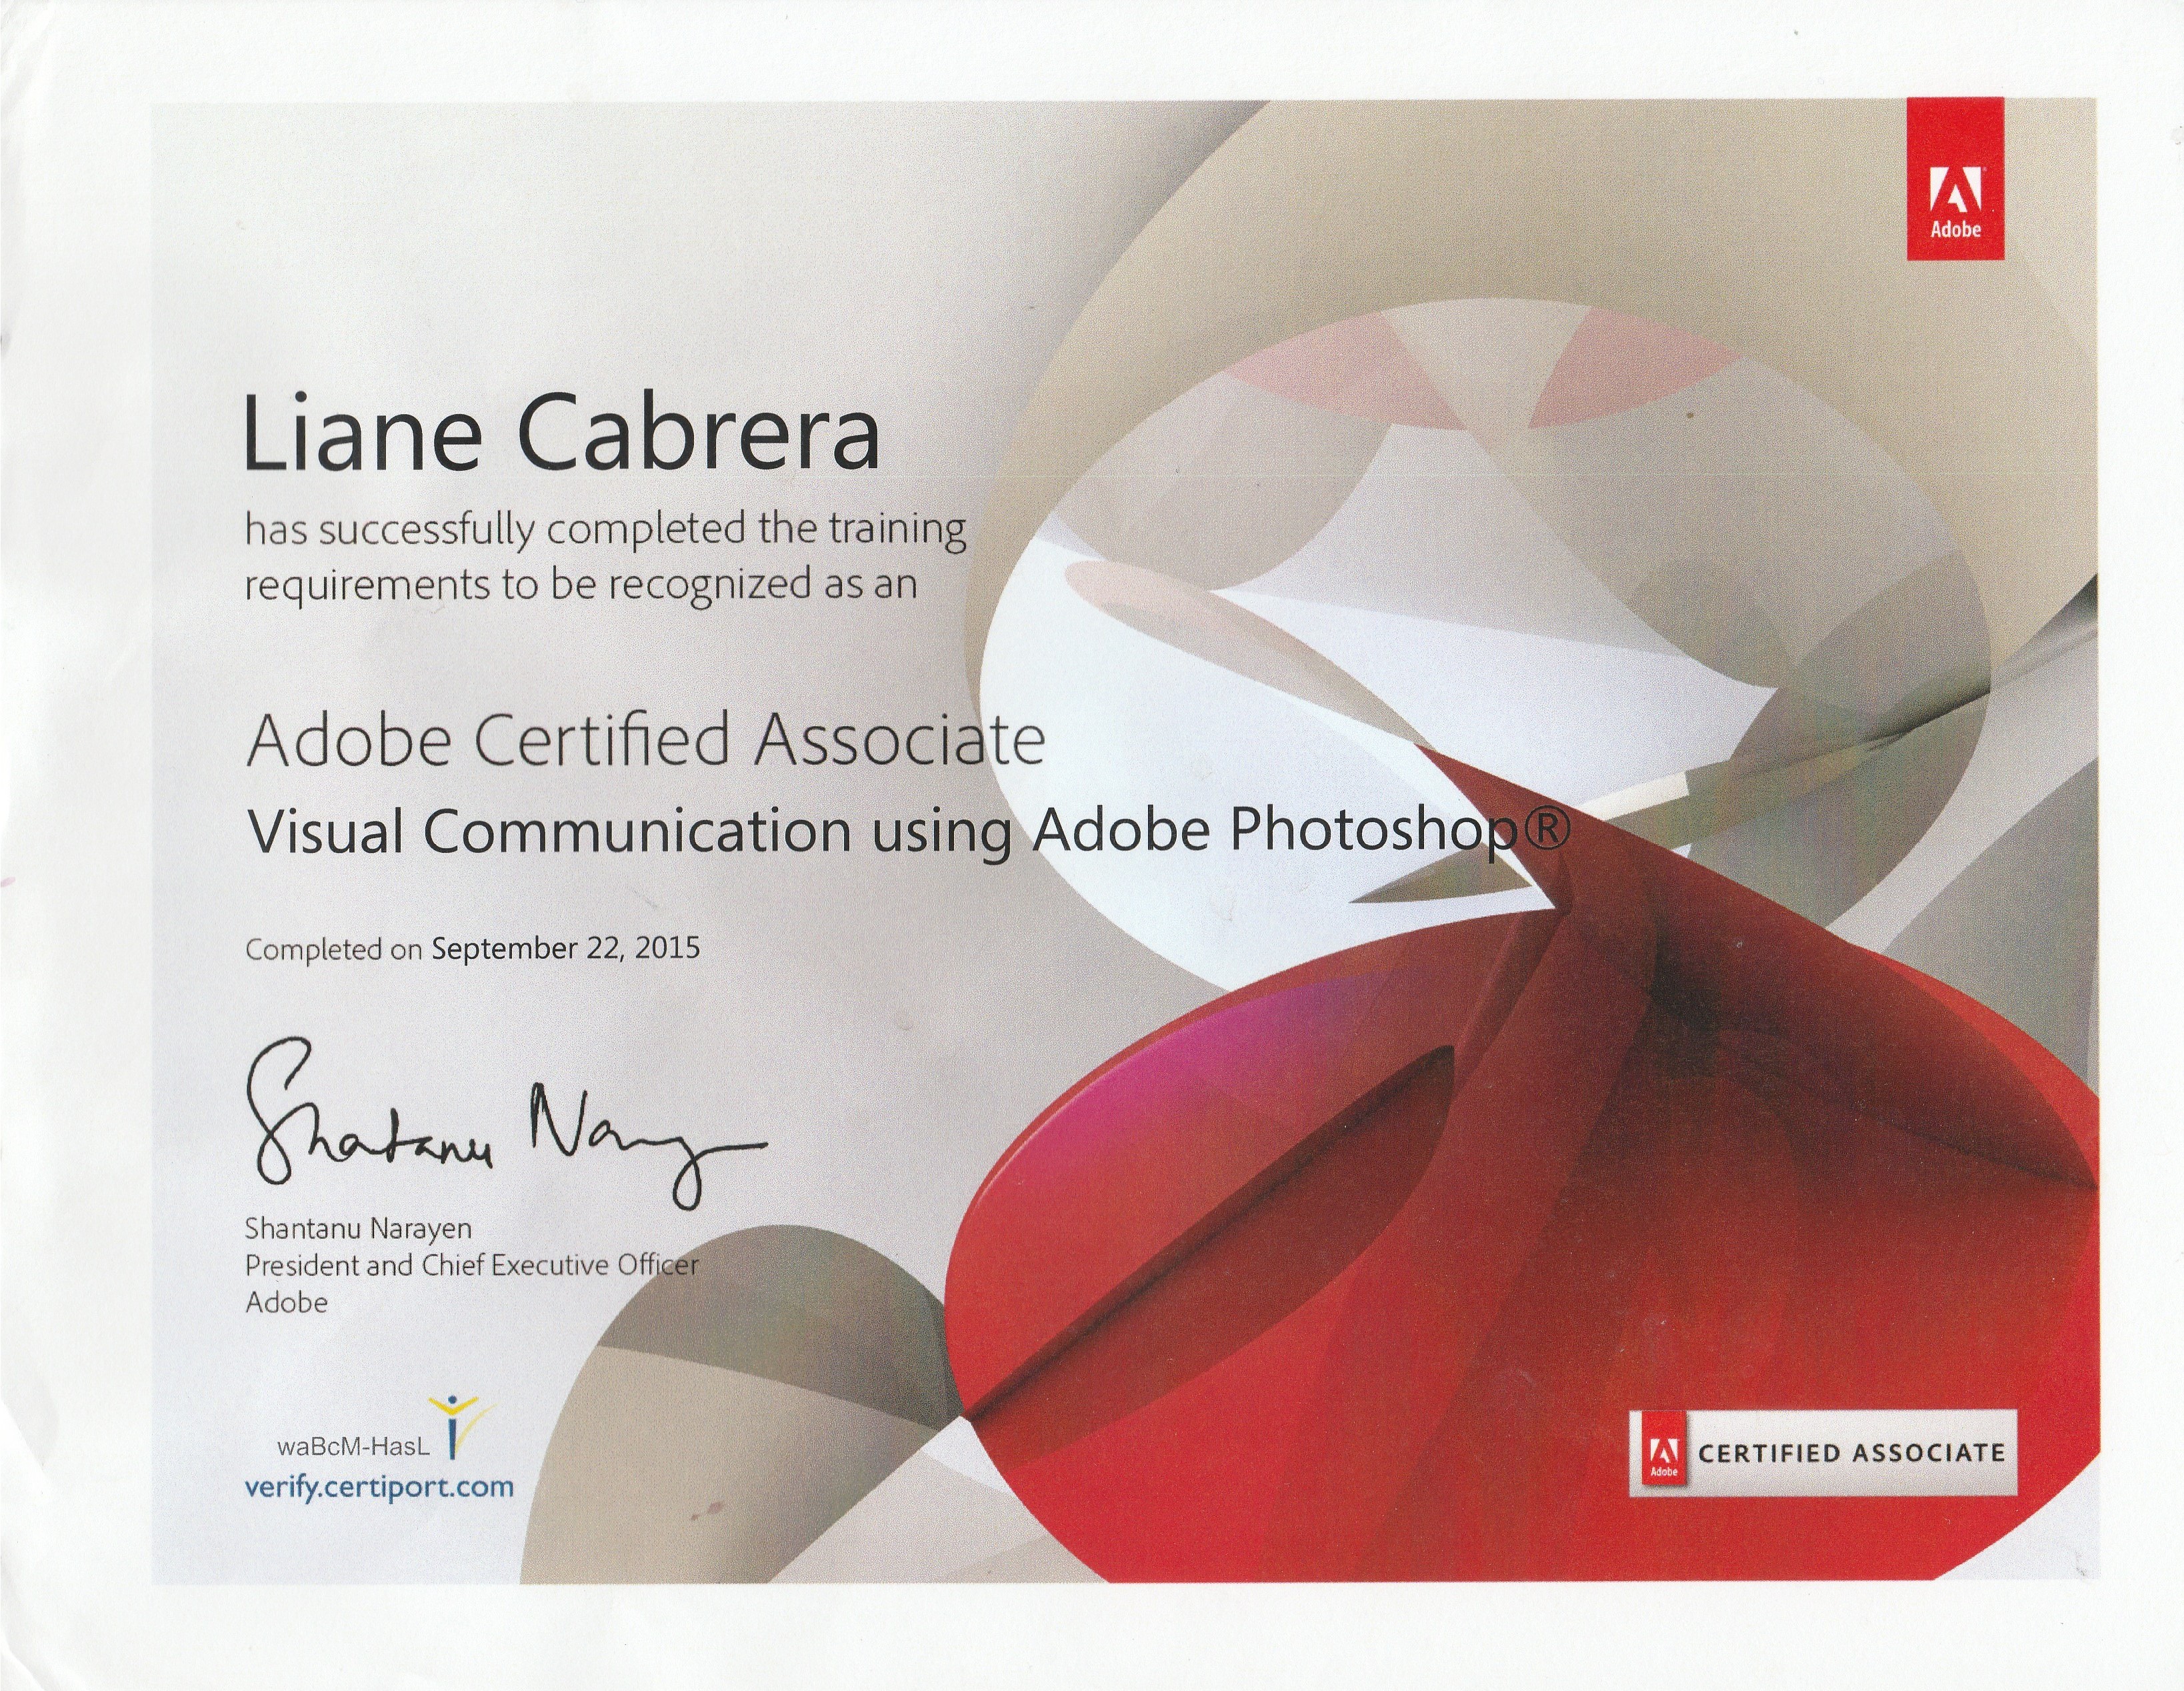 Adobe
Liane Cabrera
has successfully completed the training
requirements to be recognized as an
Adobe Certified Associate
Visual Communication using Adobe Photoshop®
Completed on September 22, 2015
Shantanu Naray
Shantanu Narayen
President and Chief Executive Officer
Adobe
waBcM-HasL
verify.certiport.com
Adobe
CERTIFIED ASSOCIATE